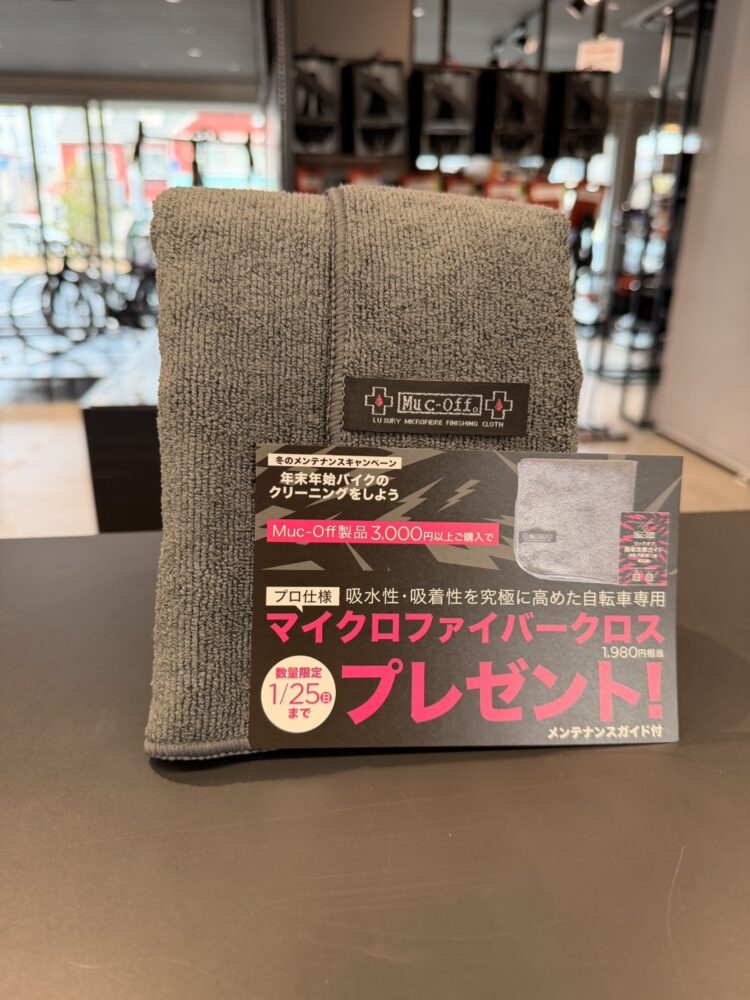 Muc-Off®
LUXURY MICROFIBRE FINISHING CLOTH
冬のメンテナンスキャンペーン
年末年始バイクの
クリーニングをしよう
Muc-Off製品3,000円以上ご購入で
プロ仕様 吸水性・吸着性を究極に高めた自転車専用
マイクロファイバークロス
1,980円相当
数量限定
1/25㊐
まで
プレゼント!
メンテナンスガイド付